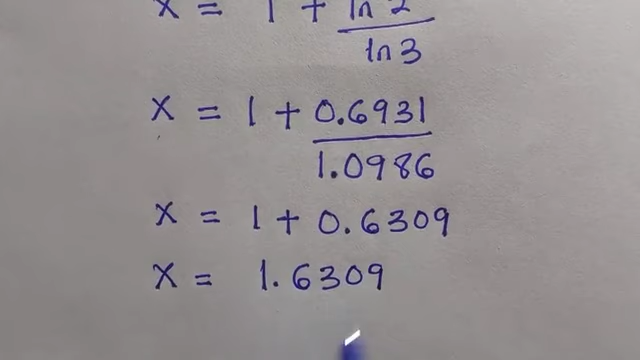 x = 1 + ln 2 / ln 3
x = 1 + 0.6931 / 1.0986
x = 1 + 0.6309
x = 1.6309